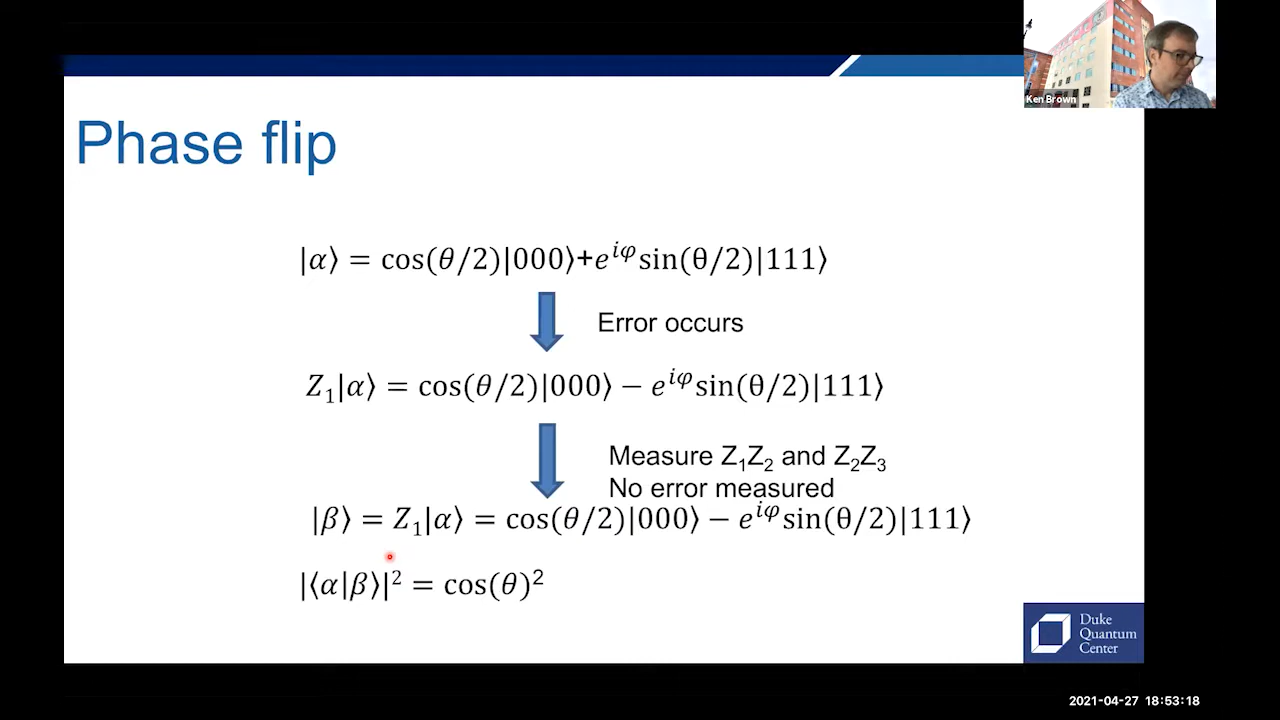 Ken Brown
Phase flip
|α⟩ = cos(θ/2)|000⟩+e^{iφ}sin(θ/2)|111⟩
Error occurs
Z₁|α⟩ = cos(θ/2)|000⟩ − e^{iφ}sin(θ/2)|111⟩
Measure Z₁Z₂ and Z₂Z₃
No error measured
|β⟩ = Z₁|α⟩ = cos(θ/2)|000⟩ − e^{iφ}sin(θ/2)|111⟩
|⟨α|β⟩|² = cos(θ)²
Duke
Quantum
Center
2021-04-27 18:53:18